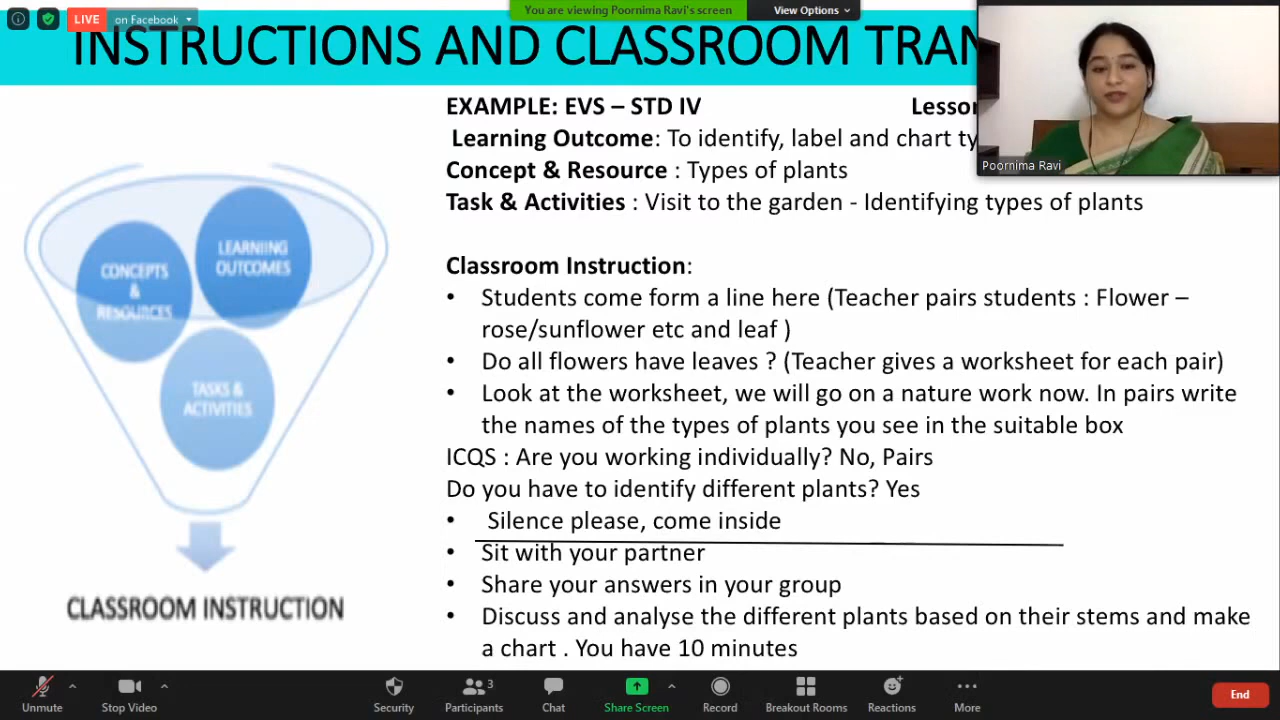 LIVE on Facebook
You are viewing Poornima Ravi's screen
View Options
INSTRUCTIONS AND CLASSROOM
Poornima Ravi
EXAMPLE: EVS – STD IV
Learning Outcome: To identify, label and chart
Concept & Resource : Types of plants
Task & Activities : Visit to the garden - Identifying types of plants
CONCEPTS
&
RESOURCES
LEARNIING
OUTCOMES
TASKS &
ACTIVITIES
CLASSROOM INSTRUCTION
Classroom Instruction:
• Students come form a line here (Teacher pairs students : Flower –
rose/sunflower etc and leaf )
• Do all flowers have leaves ? (Teacher gives a worksheet for each pair)
• Look at the worksheet, we will go on a nature work now. In pairs write
the names of the types of plants you see in the suitable box
ICQS : Are you working individually? No, Pairs
Do you have to identify different plants? Yes
• Silence please, come inside
• Sit with your partner
• Share your answers in your group
• Discuss and analyse the different plants based on their stems and make
a chart . You have 10 minutes
Unmute
Stop Video
Security
Participants 3
Chat
Share Screen
Record
Breakout Rooms
Reactions
More
End